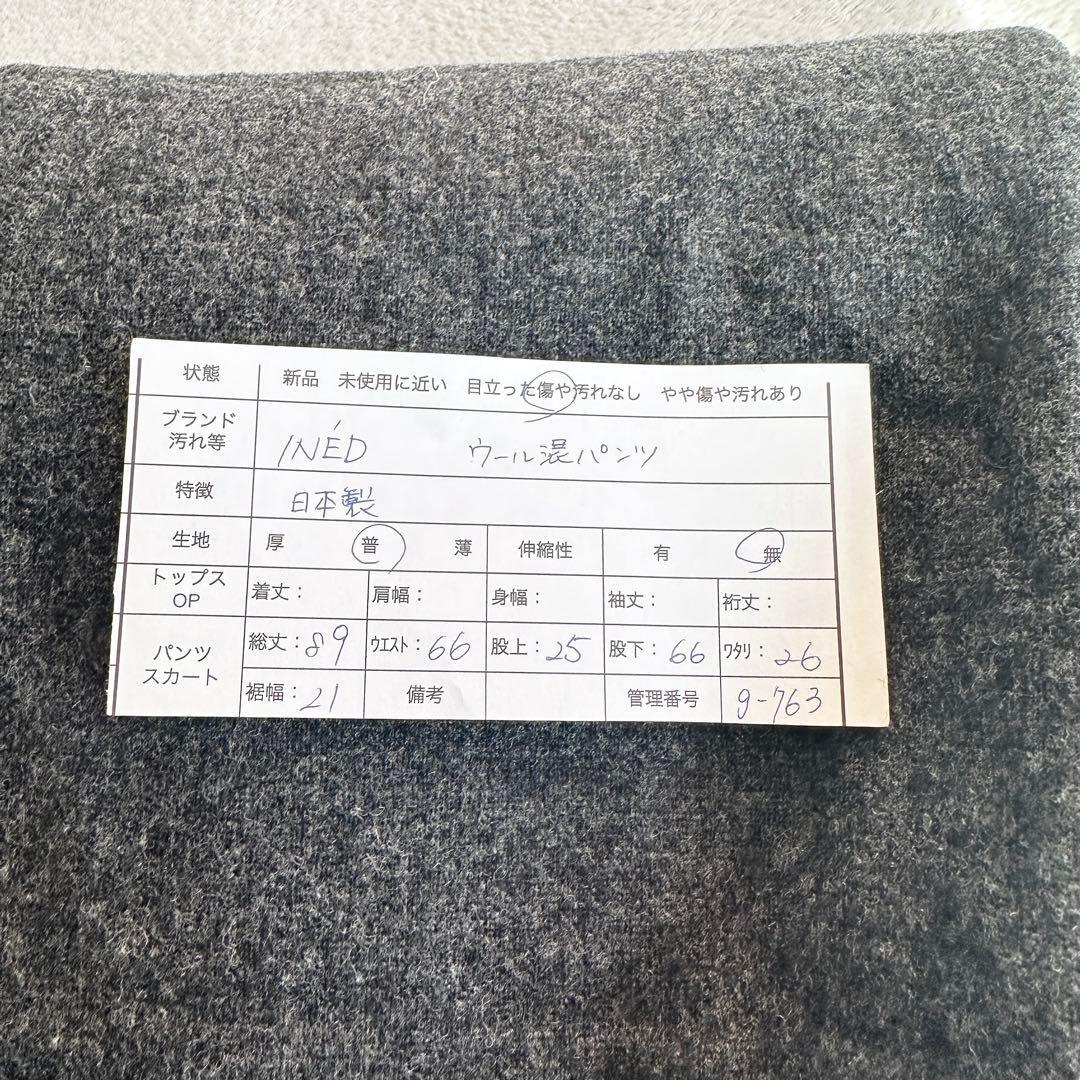 状態 新品 未使用に近い 目立った傷や汚れなし やや傷や汚れあり
ブランド
汚れ等 INÉD ウール混パンツ
特徴 日本製
生地 厚 普 薄 伸縮性 有 無
トップス
OP 着丈: 肩幅: 身幅: 袖丈: 裄丈:
パンツ
スカート 総丈:89 ウエスト:66 股上:25 股下:66 ワタリ:26
裾幅:21 備考 管理番号 g-763